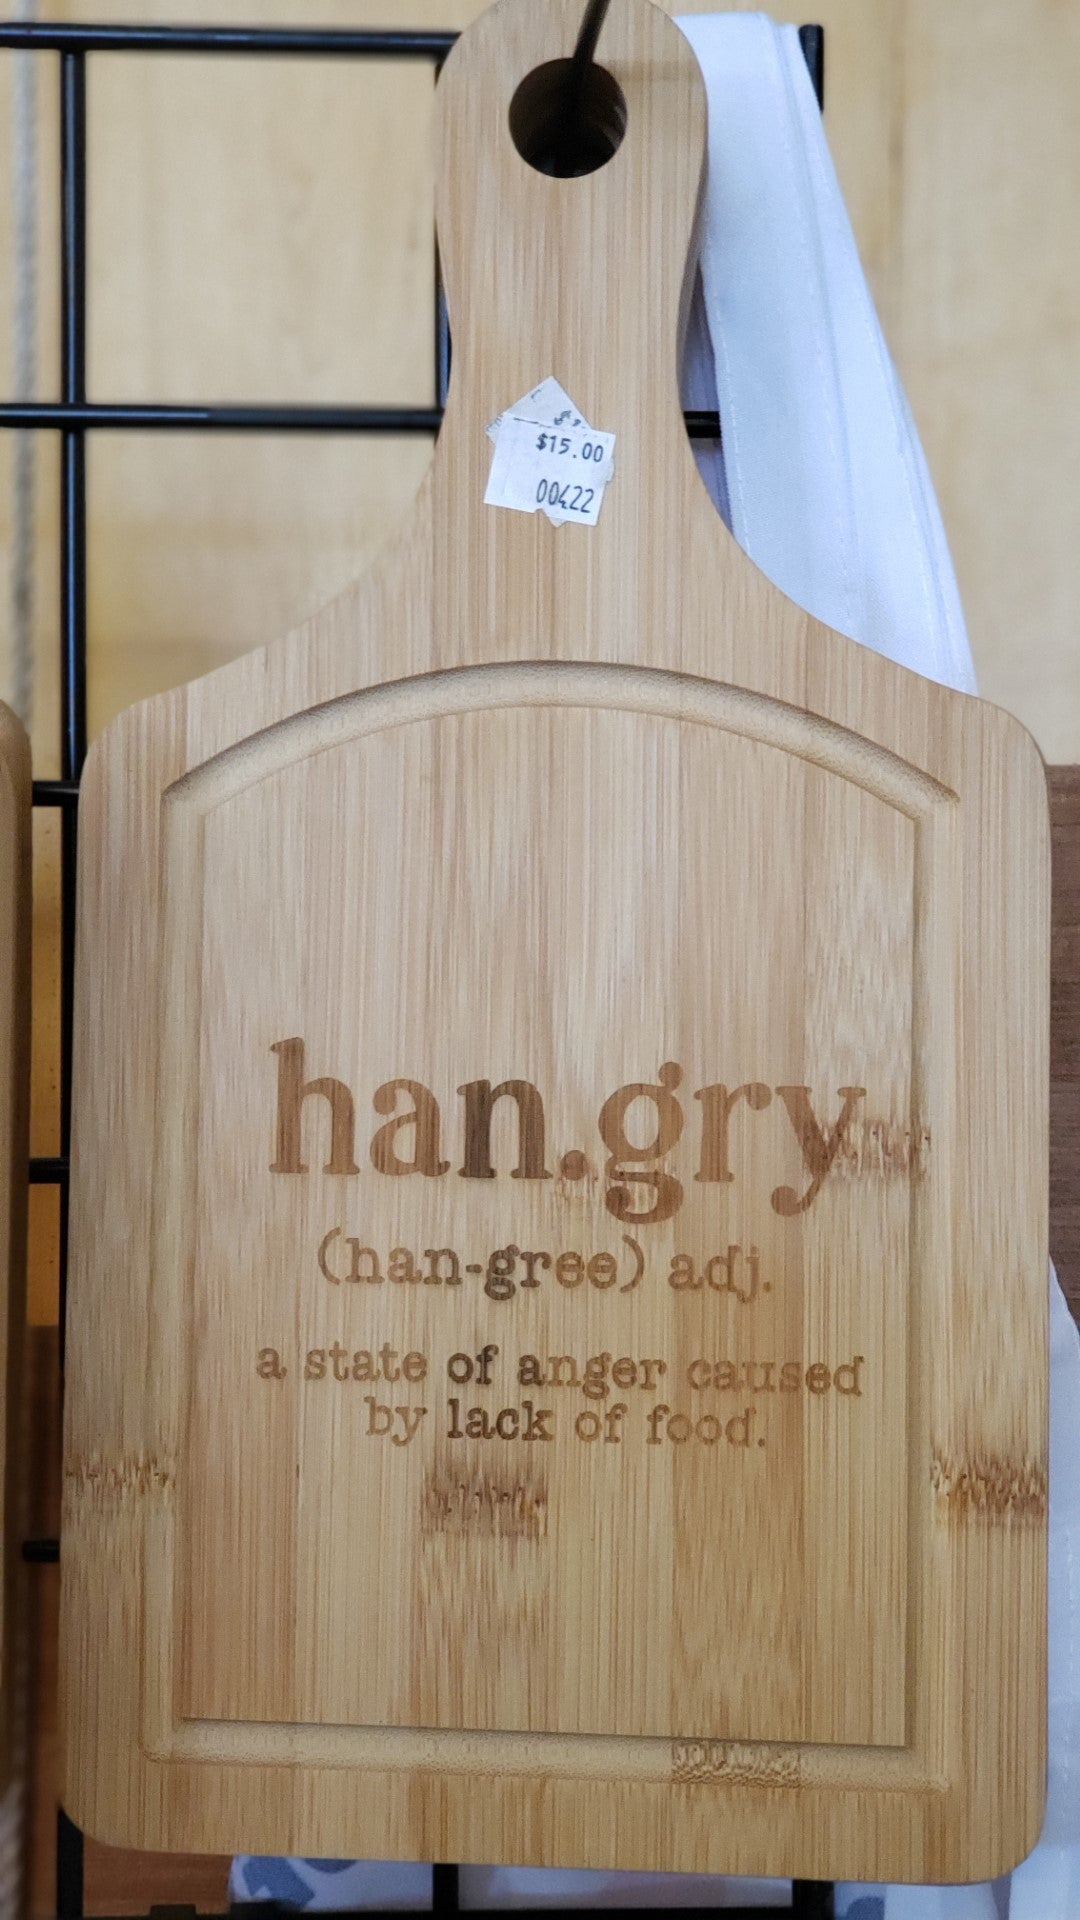 $15.00
00422
han.gry
(han-gree) adj.
a state of anger caused
by lack of food.